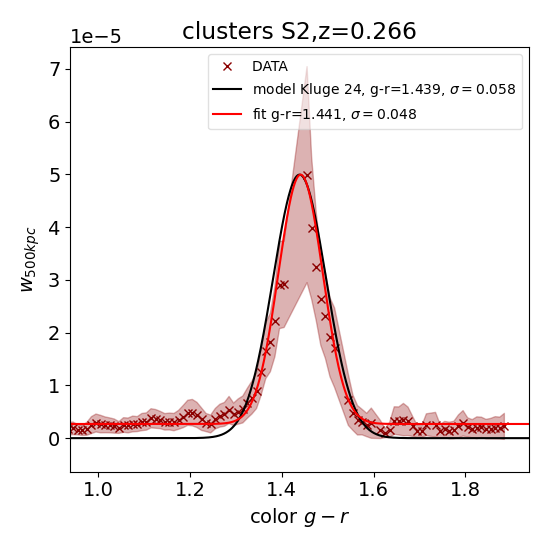 clusters S2,z=0.266
1e−5
DATA
model Kluge 24, g-r=1.439, σ = 0.058
fit g-r=1.441, σ = 0.048
7
6
5
4
3
2
1
0
w500kpc
1.0 1.2 1.4 1.6 1.8
color g − r